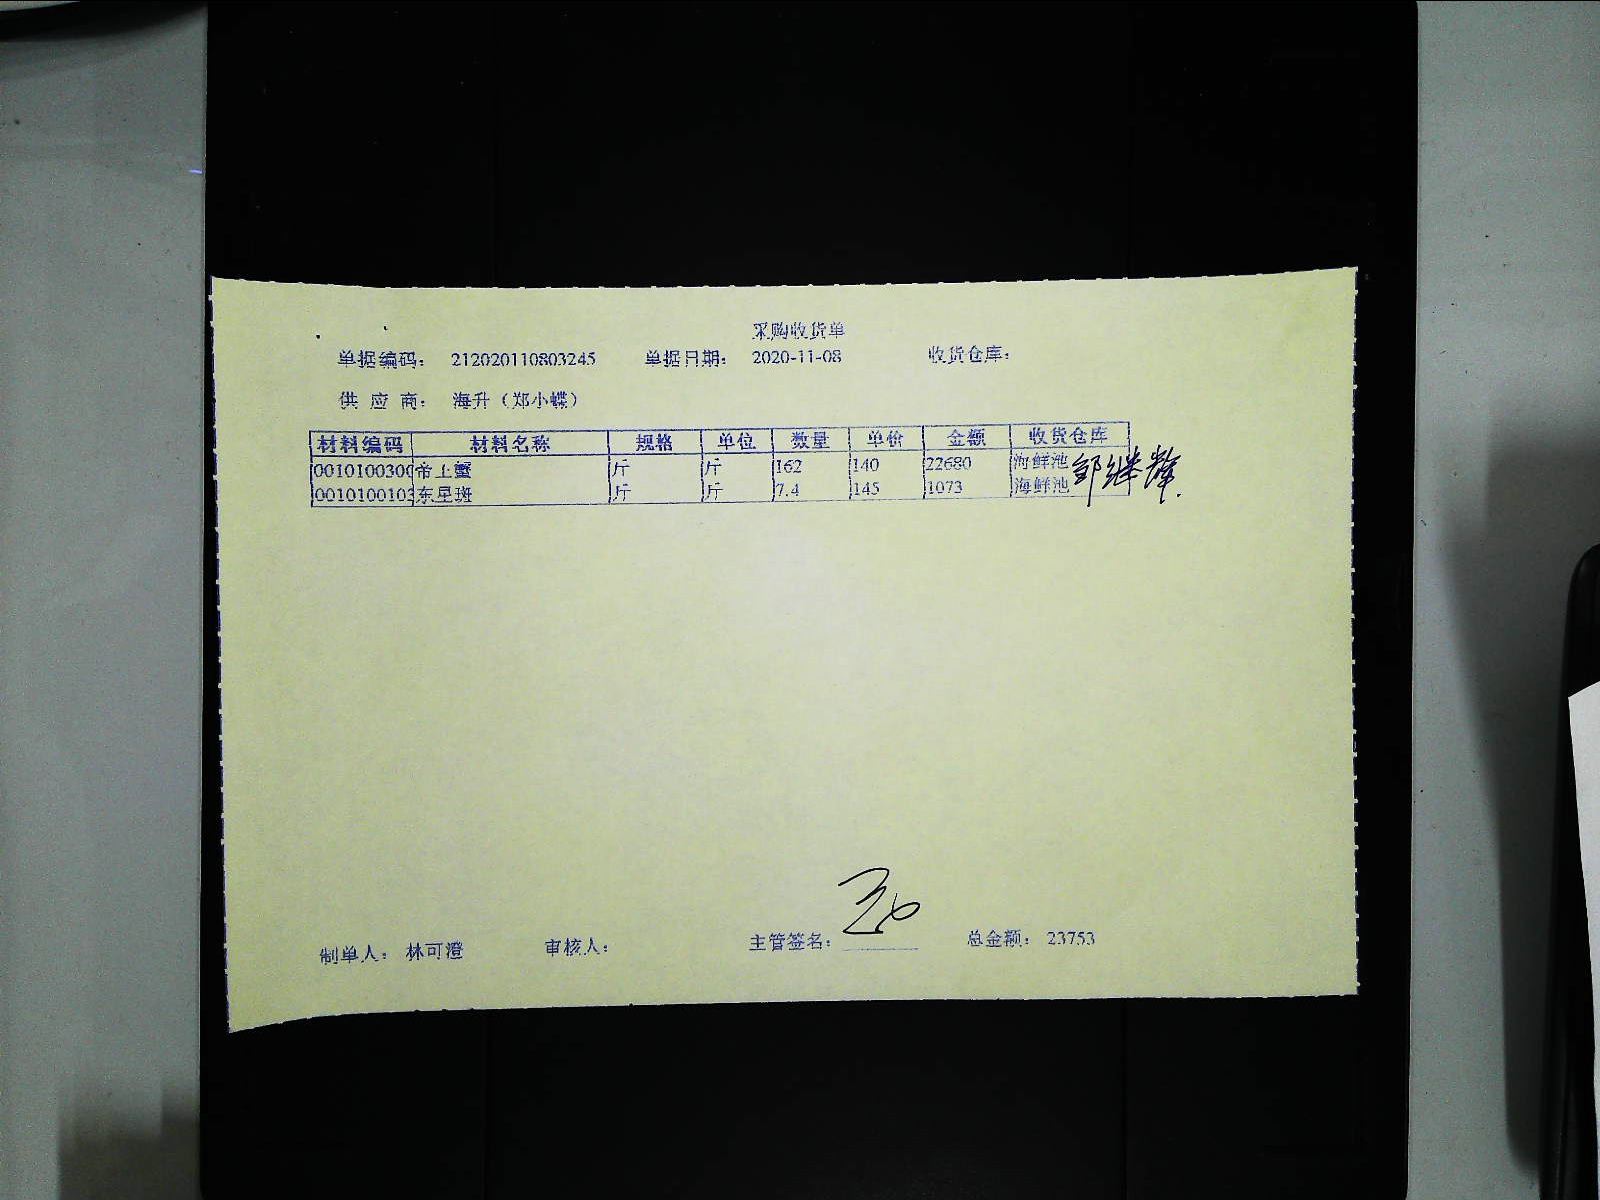 采购收货单
单据编码： 212020110803245 单据日期： 2020-11-08 收货仓库：
供 应 商： 海升（郑小蝶）
材料编码 材料名称 规格 单位 数量 单价 金额 收货仓库
0010100300 帝王蟹 斤 斤 162 140 22680 海鲜池
0010100103 东星斑 斤 斤 7.4 145 1073 海鲜池
邹继辉
制单人： 林可澄 审核人： 主管签名： 总金额： 23753